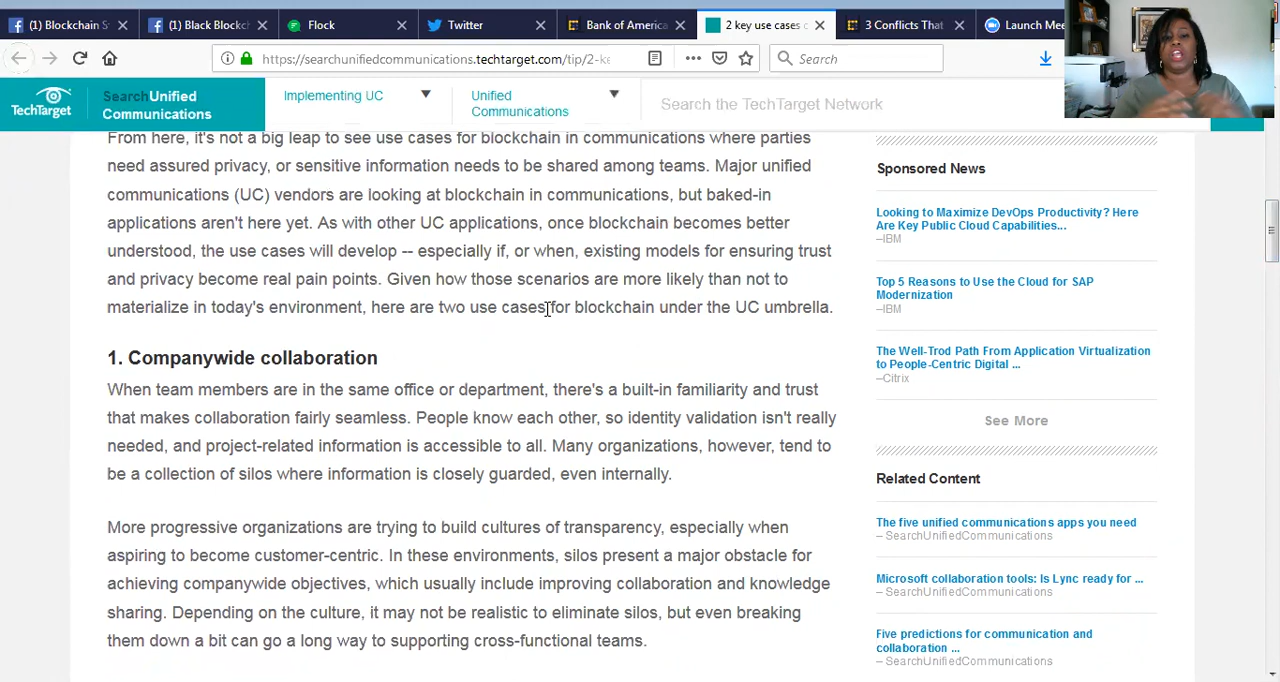 (1) Blockchain S
(1) Black Blockch
Flock
Twitter
Bank of America
2 key use cases
3 Conflicts That
Launch Mee
https://searchunifiedcommunications.techtarget.com/tip/2-ke
Search
TechTarget
SearchUnified
Communications
Implementing UC
Unified
Communications
Search the TechTarget Network
From here, it's not a big leap to see use cases for blockchain in communications where parties
need assured privacy, or sensitive information needs to be shared among teams. Major unified
communications (UC) vendors are looking at blockchain in communications, but baked-in
applications aren't here yet. As with other UC applications, once blockchain becomes better
understood, the use cases will develop -- especially if, or when, existing models for ensuring trust
and privacy become real pain points. Given how those scenarios are more likely than not to
materialize in today's environment, here are two use cases for blockchain under the UC umbrella.
1. Companywide collaboration
When team members are in the same office or department, there's a built-in familiarity and trust
that makes collaboration fairly seamless. People know each other, so identity validation isn't really
needed, and project-related information is accessible to all. Many organizations, however, tend to
be a collection of silos where information is closely guarded, even internally.
More progressive organizations are trying to build cultures of transparency, especially when
aspiring to become customer-centric. In these environments, silos present a major obstacle for
achieving companywide objectives, which usually include improving collaboration and knowledge
sharing. Depending on the culture, it may not be realistic to eliminate silos, but even breaking
them down a bit can go a long way to supporting cross-functional teams.
Sponsored News
Looking to Maximize DevOps Productivity? Here
Are Key Public Cloud Capabilities...
–IBM
Top 5 Reasons to Use the Cloud for SAP
Modernization
–IBM
The Well-Trod Path From Application Virtualization
to People-Centric Digital ...
–Citrix
See More
Related Content
The five unified communications apps you need
– SearchUnifiedCommunications
Microsoft collaboration tools: Is Lync ready for ...
– SearchUnifiedCommunications
Five predictions for communication and
collaboration ...
– SearchUnifiedCommunications